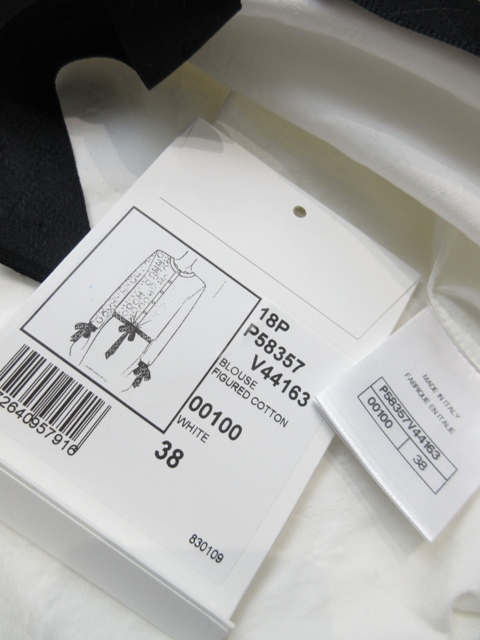 18P
P58357
V44163
BLOUSE
FIGURED COTTON
00100
WHITE
38
2640957916
830109
MADE IN ITALY
FABRIQUE EN ITALIE
P58357V44163
00100
38